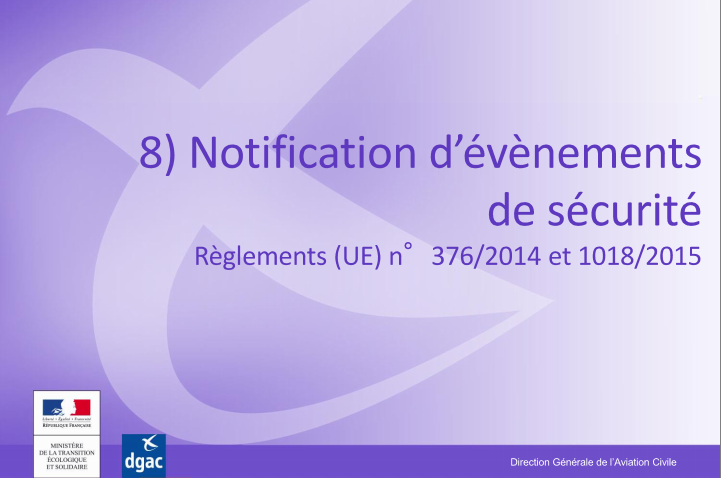 8) Notification d’évènements
de sécurité
Règlements (UE) n° 376/2014 et 1018/2015
Liberté • Égalité • Fraternité
RÉPUBLIQUE FRANÇAISE
MINISTÈRE
DE LA TRANSITION
ÉCOLOGIQUE
ET SOLIDAIRE
dgac
Direction Générale de l’Aviation Civile